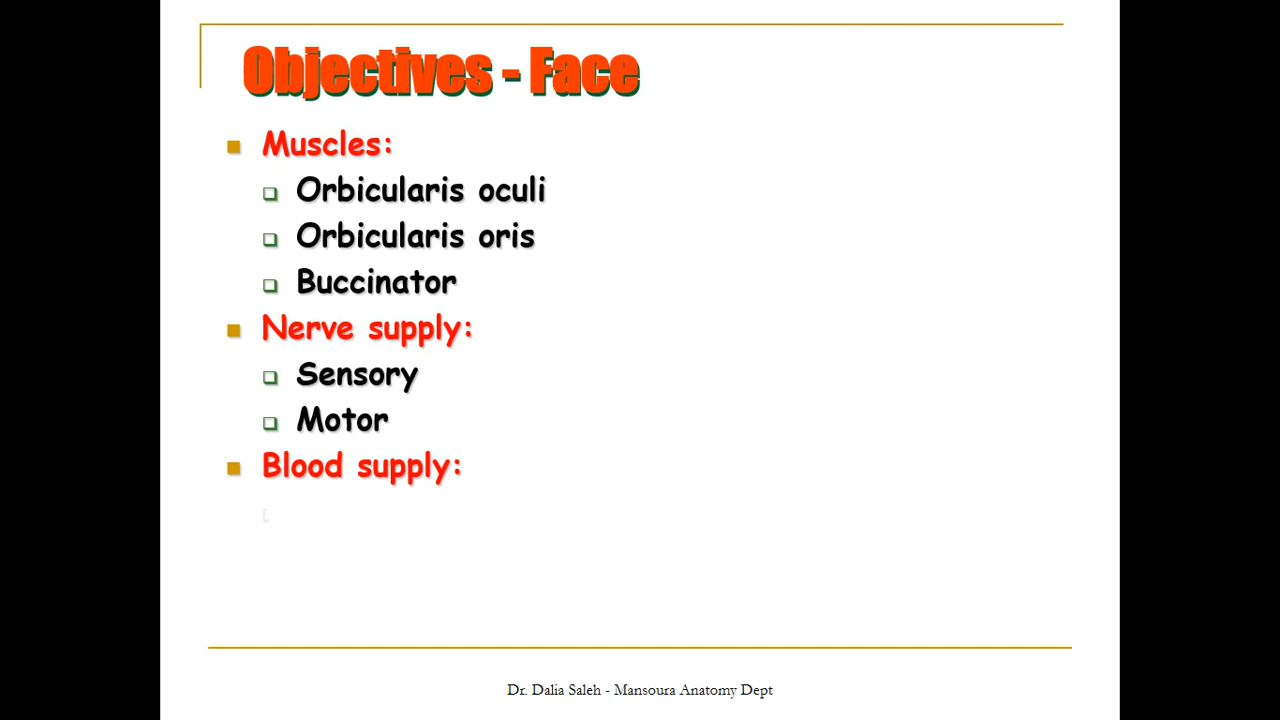 Objectives - Face
Muscles:
Orbicularis oculi
Orbicularis oris
Buccinator
Nerve supply:
Sensory
Motor
Blood supply:
Dr. Dalia Saleh - Mansoura Anatomy Dept